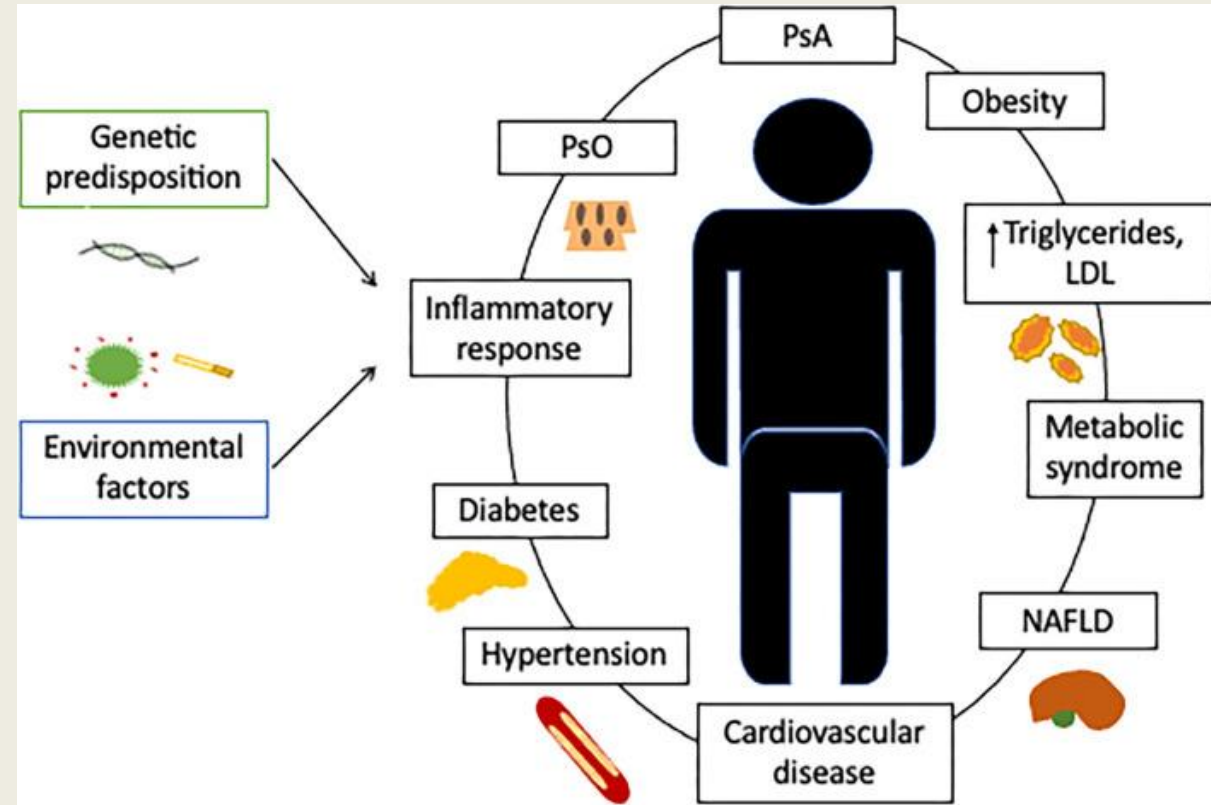 PsA
Obesity
Genetic
predisposition
PsO
↑Triglycerides,
LDL
Inflammatory
response
Environmental
factors
Metabolic
syndrome
Diabetes
NAFLD
Hypertension
Cardiovascular
disease